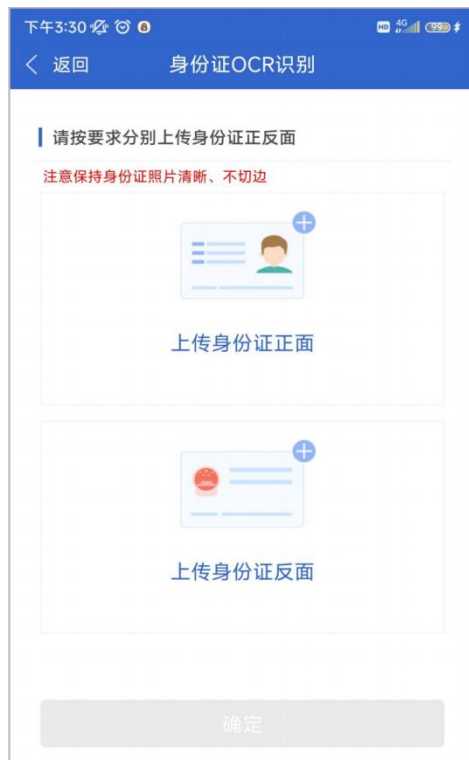 下午3:30
HD 4G 99
返回 身份证OCR识别
请按要求分别上传身份证正反面
注意保持身份证照片清晰、不切边
上传身份证正面
上传身份证反面
确定